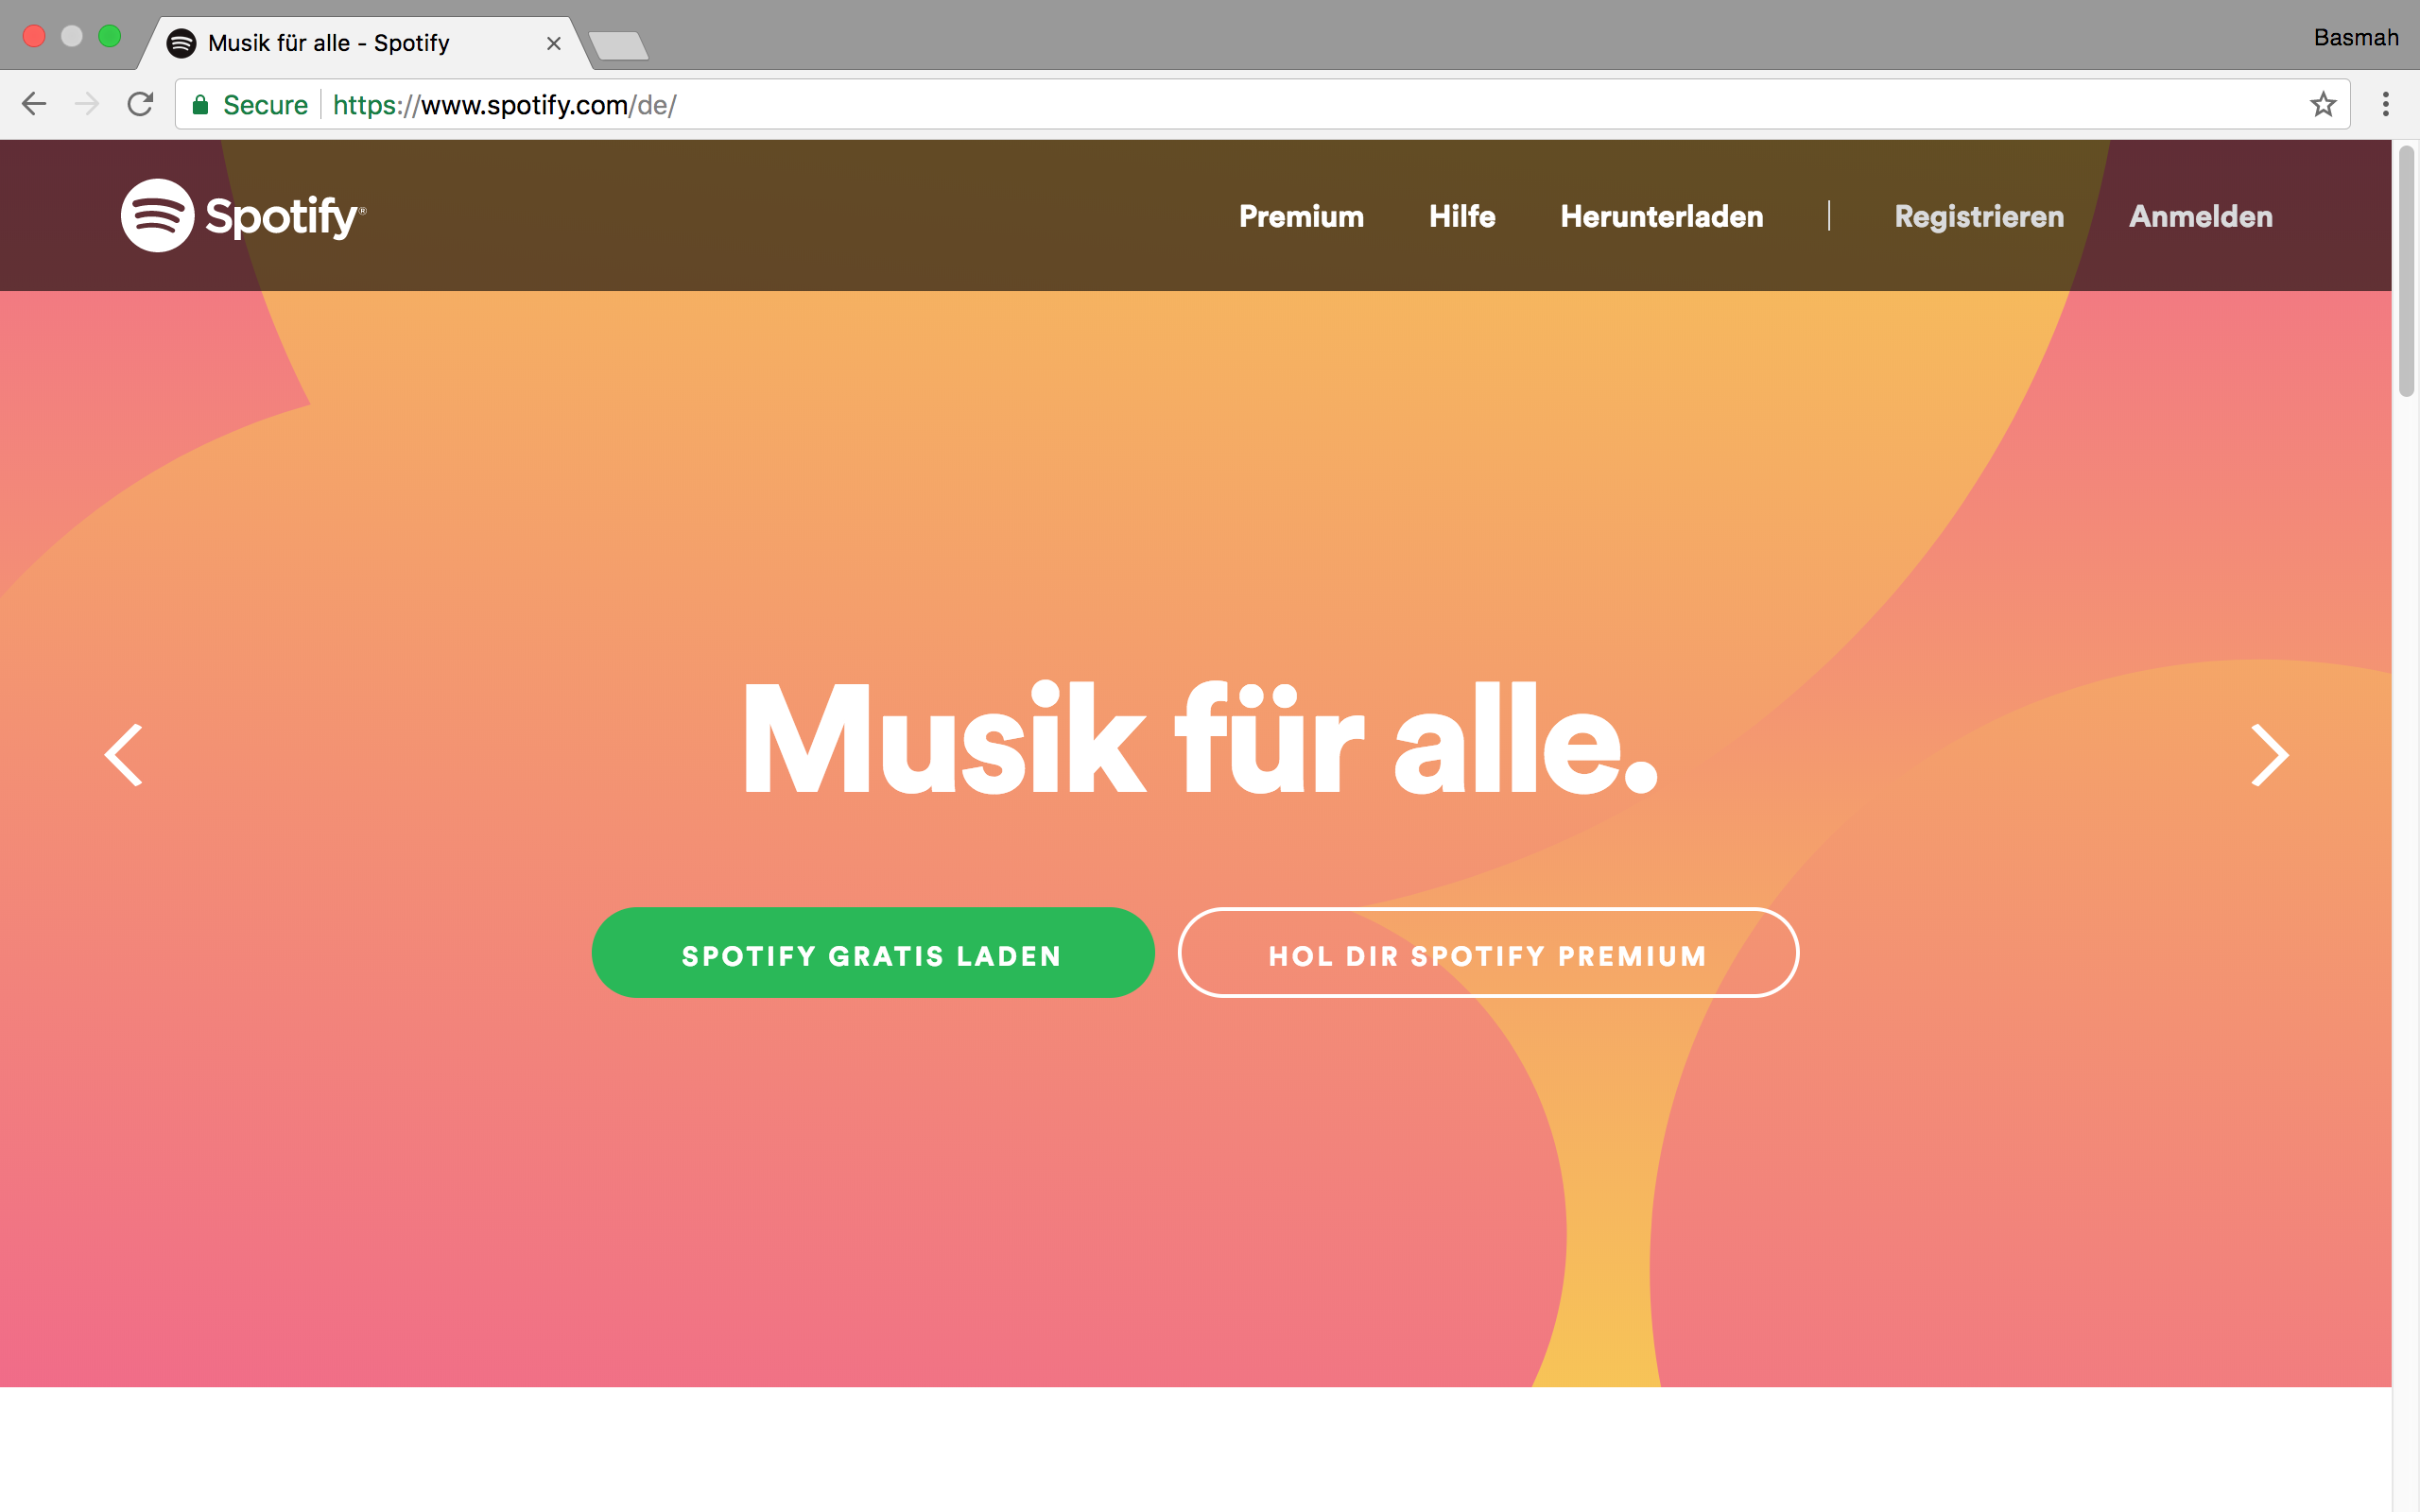 Musik für alle - Spotify
Basmah
Secure https://www.spotify.com/de/
Spotify®
Premium Hilfe Herunterladen | Registrieren Anmelden
Musik für alle.
SPOTIFY GRATIS LADEN
HOL DIR SPOTIFY PREMIUM